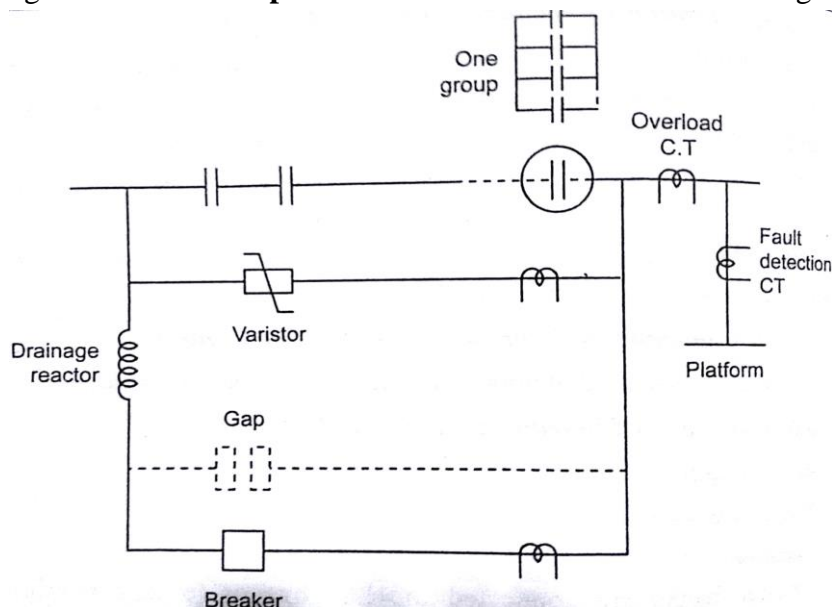 One
group
Overload
C.T
Fault
detection
CT
Varistor
Drainage
reactor
Platform
Gap
Breaker